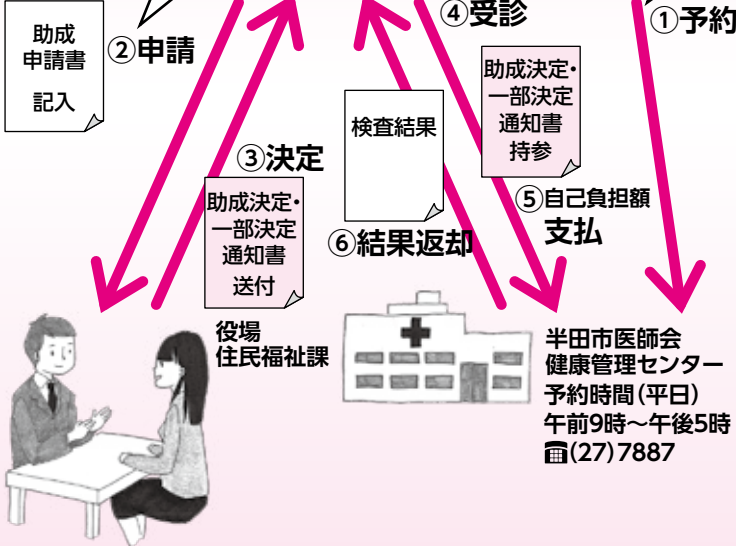 ④受診
①予約
助成
申請書
記入
②申請
助成決定・
一部決定
通知書
持参
検査結果
③決定
助成決定・
一部決定
通知書
送付
⑤自己負担額
支払
⑥結果返却
役場
住民福祉課
半田市医師会
健康管理センター
予約時間(平日)
午前9時～午後5時
☎(27)7887